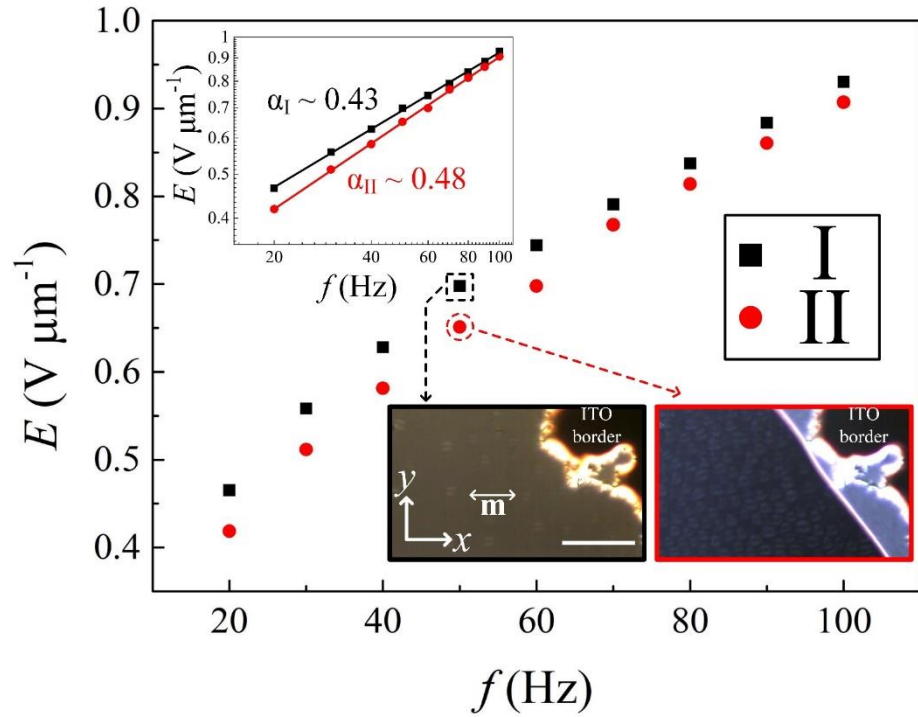 1.0
0.9
0.8
0.7
0.6
0.5
0.4
E (V μm⁻¹)
20
40
60
80
100
f (Hz)
1
0.9
0.8
0.7
0.6
0.5
0.4
E (V μm⁻¹)
α_I ~ 0.43
α_II ~ 0.48
20
40
60
80
100
f (Hz)
I
II
ITO
border
m
y
x
ITO
border